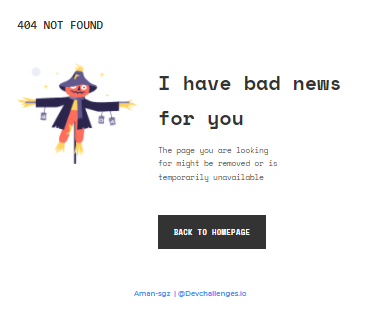 404 NOT FOUND
I have bad news
for you
The page you are looking
for might be removed or is
temporarily unavailable
BACK TO HOMEPAGE
Aman-sgz | @Devchallenges.io